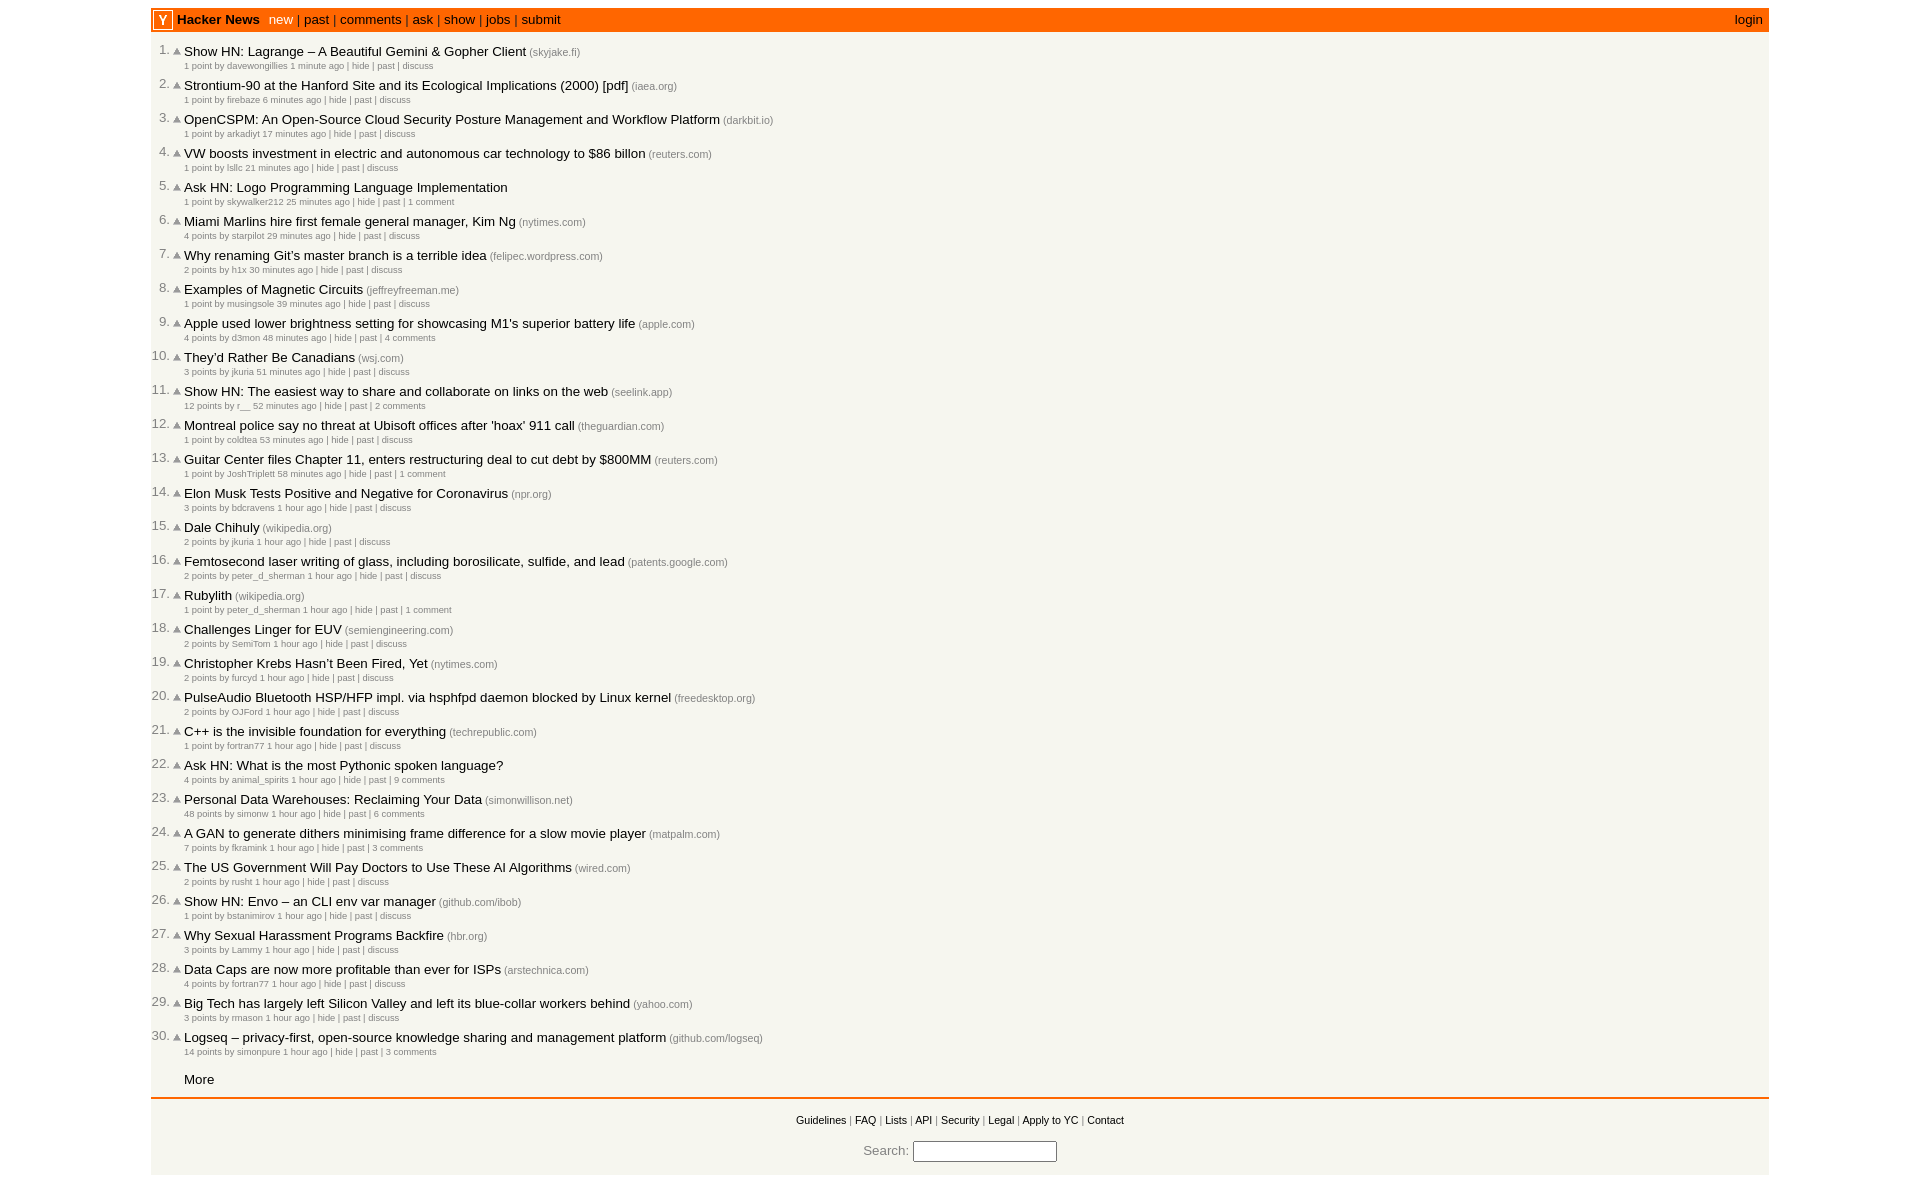 Y Hacker News new | past | comments | ask | show | jobs | submit login
1. Show HN: Lagrange – A Beautiful Gemini & Gopher Client (skyjake.fi)
1 point by davewongillies 1 minute ago | hide | past | discuss
2. Strontium-90 at the Hanford Site and its Ecological Implications (2000) [pdf] (iaea.org)
1 point by firebaze 6 minutes ago | hide | past | discuss
3. OpenCSPM: An Open-Source Cloud Security Posture Management and Workflow Platform (darkbit.io)
1 point by arkadiyt 17 minutes ago | hide | past | discuss
4. VW boosts investment in electric and autonomous car technology to $86 billon (reuters.com)
1 point by lsllc 21 minutes ago | hide | past | discuss
5. Ask HN: Logo Programming Language Implementation
1 point by skywalker212 25 minutes ago | hide | past | 1 comment
6. Miami Marlins hire first female general manager, Kim Ng (nytimes.com)
4 points by starpilot 29 minutes ago | hide | past | discuss
7. Why renaming Git’s master branch is a terrible idea (felipec.wordpress.com)
2 points by h1x 30 minutes ago | hide | past | discuss
8. Examples of Magnetic Circuits (jeffreyfreeman.me)
1 point by musingsole 39 minutes ago | hide | past | discuss
9. Apple used lower brightness setting for showcasing M1's superior battery life (apple.com)
4 points by d3mon 48 minutes ago | hide | past | 4 comments
10. They’d Rather Be Canadians (wsj.com)
3 points by jkuria 51 minutes ago | hide | past | discuss
11. Show HN: The easiest way to share and collaborate on links on the web (seelink.app)
12 points by r__ 52 minutes ago | hide | past | 2 comments
12. Montreal police say no threat at Ubisoft offices after 'hoax' 911 call (theguardian.com)
1 point by coldtea 53 minutes ago | hide | past | discuss
13. Guitar Center files Chapter 11, enters restructuring deal to cut debt by $800MM (reuters.com)
1 point by JoshTriplett 58 minutes ago | hide | past | 1 comment
14. Elon Musk Tests Positive and Negative for Coronavirus (npr.org)
3 points by bdcravens 1 hour ago | hide | past | discuss
15. Dale Chihuly (wikipedia.org)
2 points by jkuria 1 hour ago | hide | past | discuss
16. Femtosecond laser writing of glass, including borosilicate, sulfide, and lead (patents.google.com)
2 points by peter_d_sherman 1 hour ago | hide | past | discuss
17. Rubylith (wikipedia.org)
1 point by peter_d_sherman 1 hour ago | hide | past | 1 comment
18. Challenges Linger for EUV (semiengineering.com)
2 points by SemiTom 1 hour ago | hide | past | discuss
19. Christopher Krebs Hasn’t Been Fired, Yet (nytimes.com)
2 points by furcyd 1 hour ago | hide | past | discuss
20. PulseAudio Bluetooth HSP/HFP impl. via hsphfpd daemon blocked by Linux kernel (freedesktop.org)
2 points by OJFord 1 hour ago | hide | past | discuss
21. C++ is the invisible foundation for everything (techrepublic.com)
1 point by fortran77 1 hour ago | hide | past | discuss
22. Ask HN: What is the most Pythonic spoken language?
4 points by animal_spirits 1 hour ago | hide | past | 9 comments
23. Personal Data Warehouses: Reclaiming Your Data (simonwillison.net)
48 points by simonw 1 hour ago | hide | past | 6 comments
24. A GAN to generate dithers minimising frame difference for a slow movie player (matpalm.com)
7 points by fkramink 1 hour ago | hide | past | 3 comments
25. The US Government Will Pay Doctors to Use These AI Algorithms (wired.com)
2 points by rusht 1 hour ago | hide | past | discuss
26. Show HN: Envo – an CLI env var manager (github.com/ibob)
1 point by bstanimirov 1 hour ago | hide | past | discuss
27. Why Sexual Harassment Programs Backfire (hbr.org)
3 points by Lammy 1 hour ago | hide | past | discuss
28. Data Caps are now more profitable than ever for ISPs (arstechnica.com)
4 points by fortran77 1 hour ago | hide | past | discuss
29. Big Tech has largely left Silicon Valley and left its blue-collar workers behind (yahoo.com)
3 points by rmason 1 hour ago | hide | past | discuss
30. Logseq – privacy-first, open-source knowledge sharing and management platform (github.com/logseq)
14 points by simonpure 1 hour ago | hide | past | 3 comments
More
Guidelines | FAQ | Lists | API | Security | Legal | Apply to YC | Contact
Search: